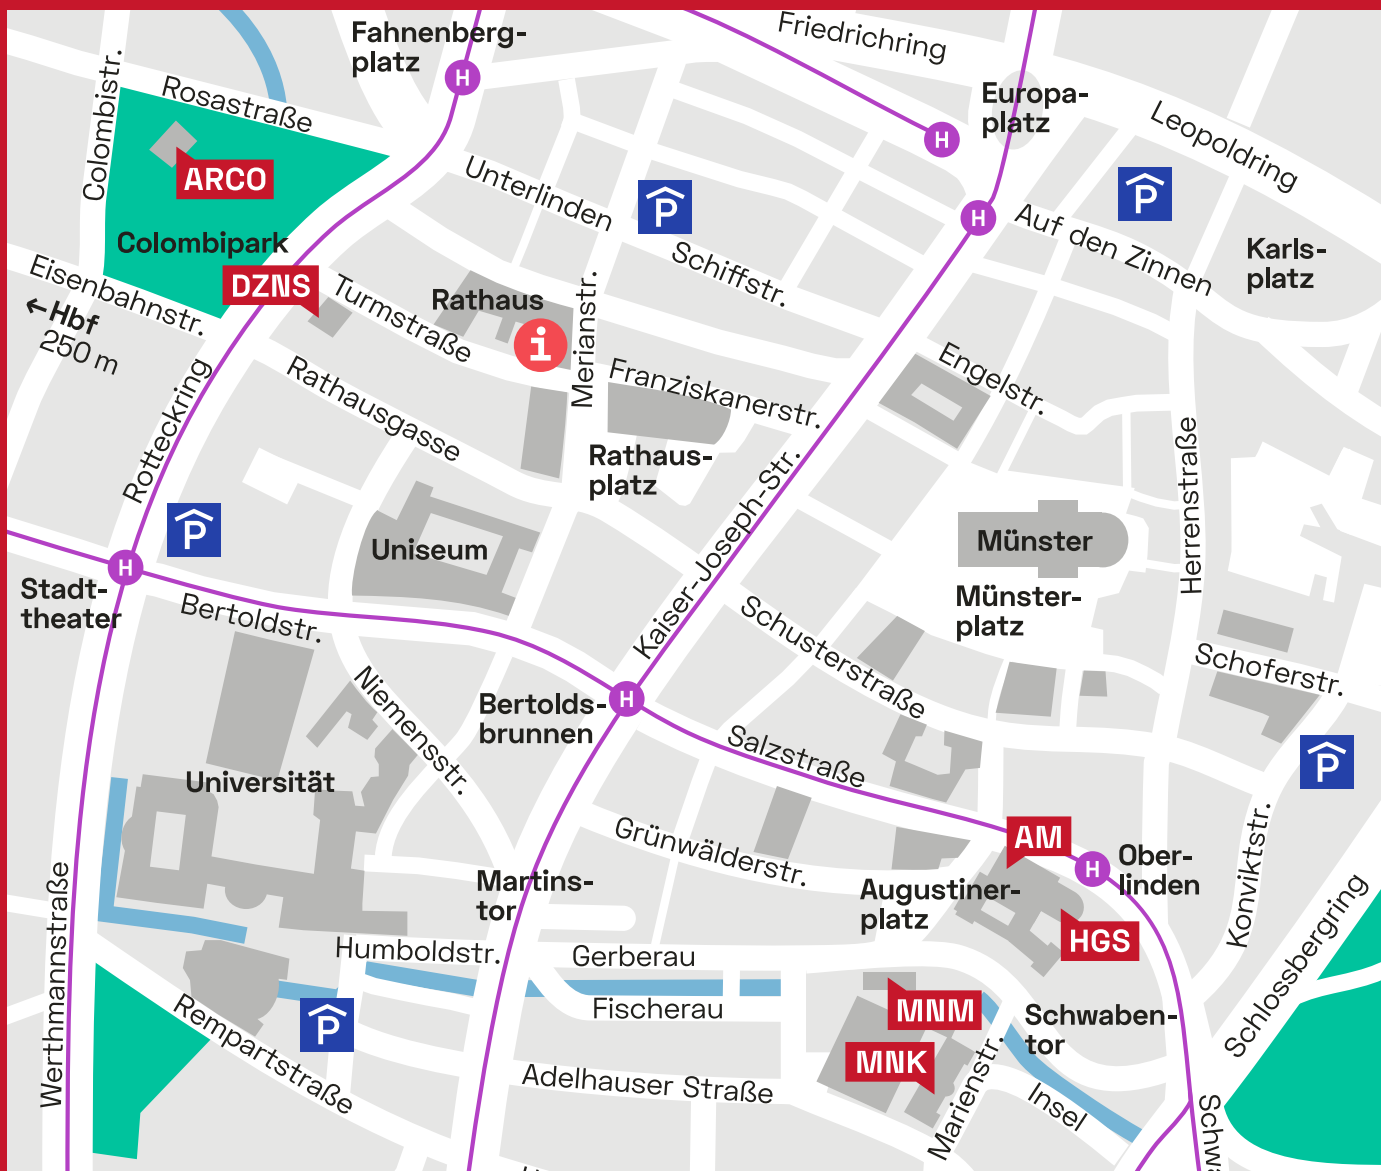 Fahnenberg-
platz
H
Friedrichring
Europa-
platz
H
Leopoldring
Colombistr.
Rosastraße
ARCO
Unterlinden
P
P
H
Auf den Zinnen
Karls-
platz
Colombipark
DZNS
Eisenbahnstr.
←Hbf
250 m
Turmstraße
Rathaus
i
Merianstr.
Schiffstr.
Franziskanerstr.
Engelstr.
Rotteckring
Rathausgasse
Rathaus-
platz
Kaiser-Joseph-Str.
Herrenstraße
P
Uniseum
Münster
Münster-
platz
H
Stadt-
theater
Bertoldstr.
Schusterstraße
Schoferstr.
Niemensstr.
Bertolds-
brunnen
H
Salzstraße
P
Universität
Grünwälderstr.
AM
H
Ober-
linden
Konviktstr.
Martins-
tor
Augustiner-
platz
HGS
Werthmannstraße
Humboldstr.
Gerberau
Fischerau
Schlossbergring
MNM
Schwaben-
tor
MNK
P
Rempartstraße
Adelhauser Straße
Marienstr.
Insel
Schwa